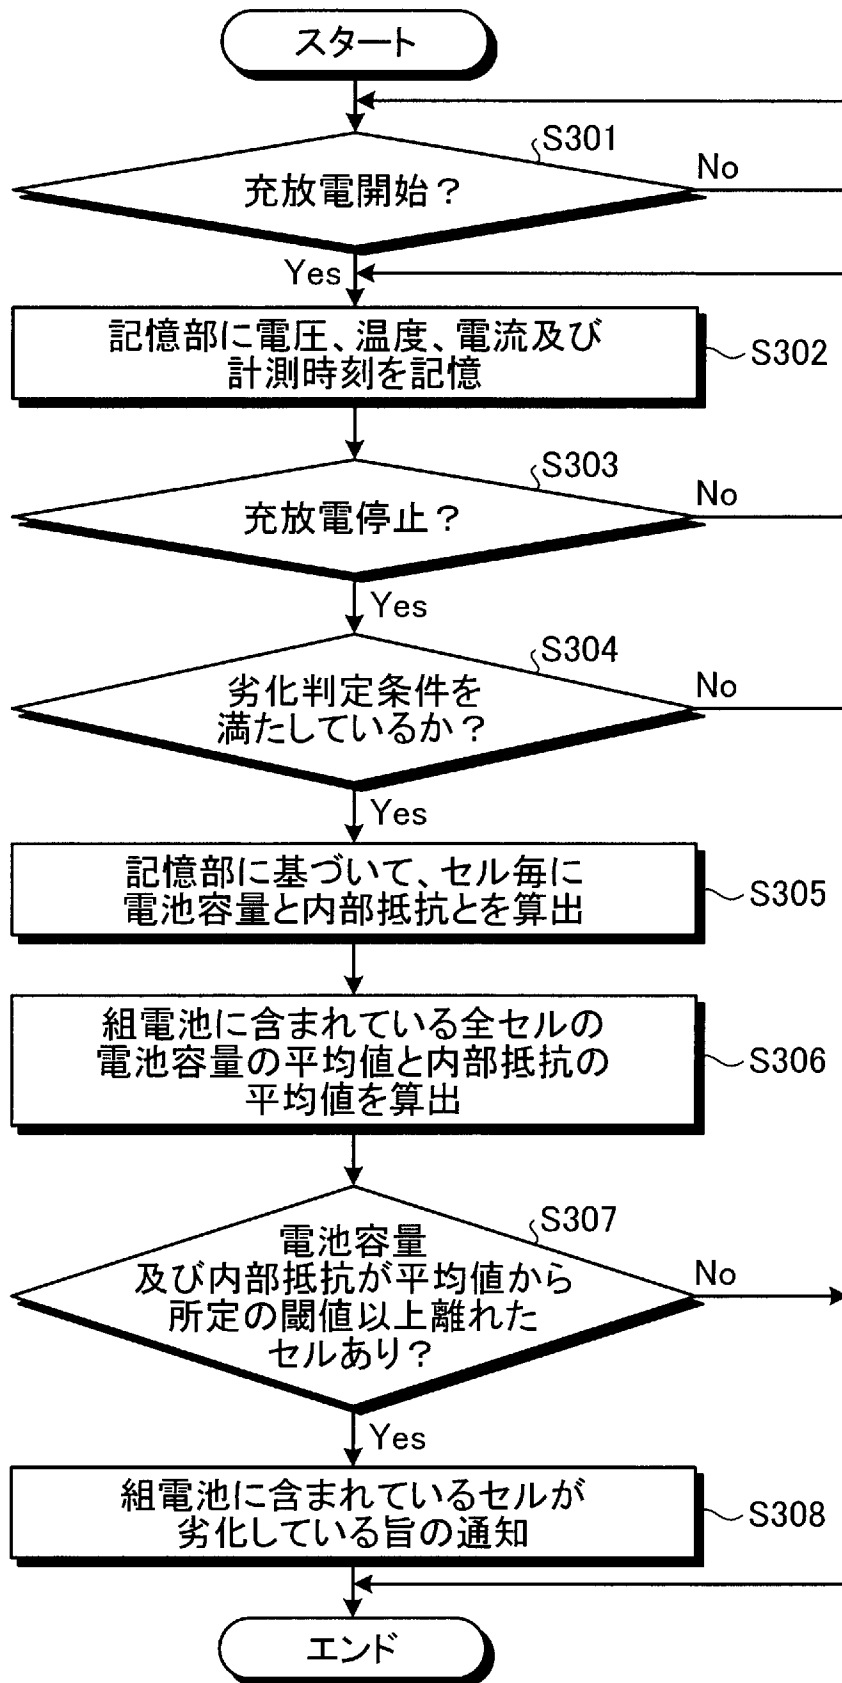 スタート
S301
充放電開始？
No
Yes
記憶部に電圧、温度、電流及び
計測時刻を記憶
S302
S303
充放電停止？
No
Yes
S304
劣化判定条件を
満たしているか？
No
Yes
記憶部に基づいて、セル毎に
電池容量と内部抵抗とを算出
S305
組電池に含まれている全セルの
電池容量の平均値と内部抵抗の
平均値を算出
S306
S307
電池容量
及び内部抵抗が平均値から
所定の閾値以上離れた
セルあり？
No
Yes
組電池に含まれているセルが
劣化している旨の通知
S308
エンド